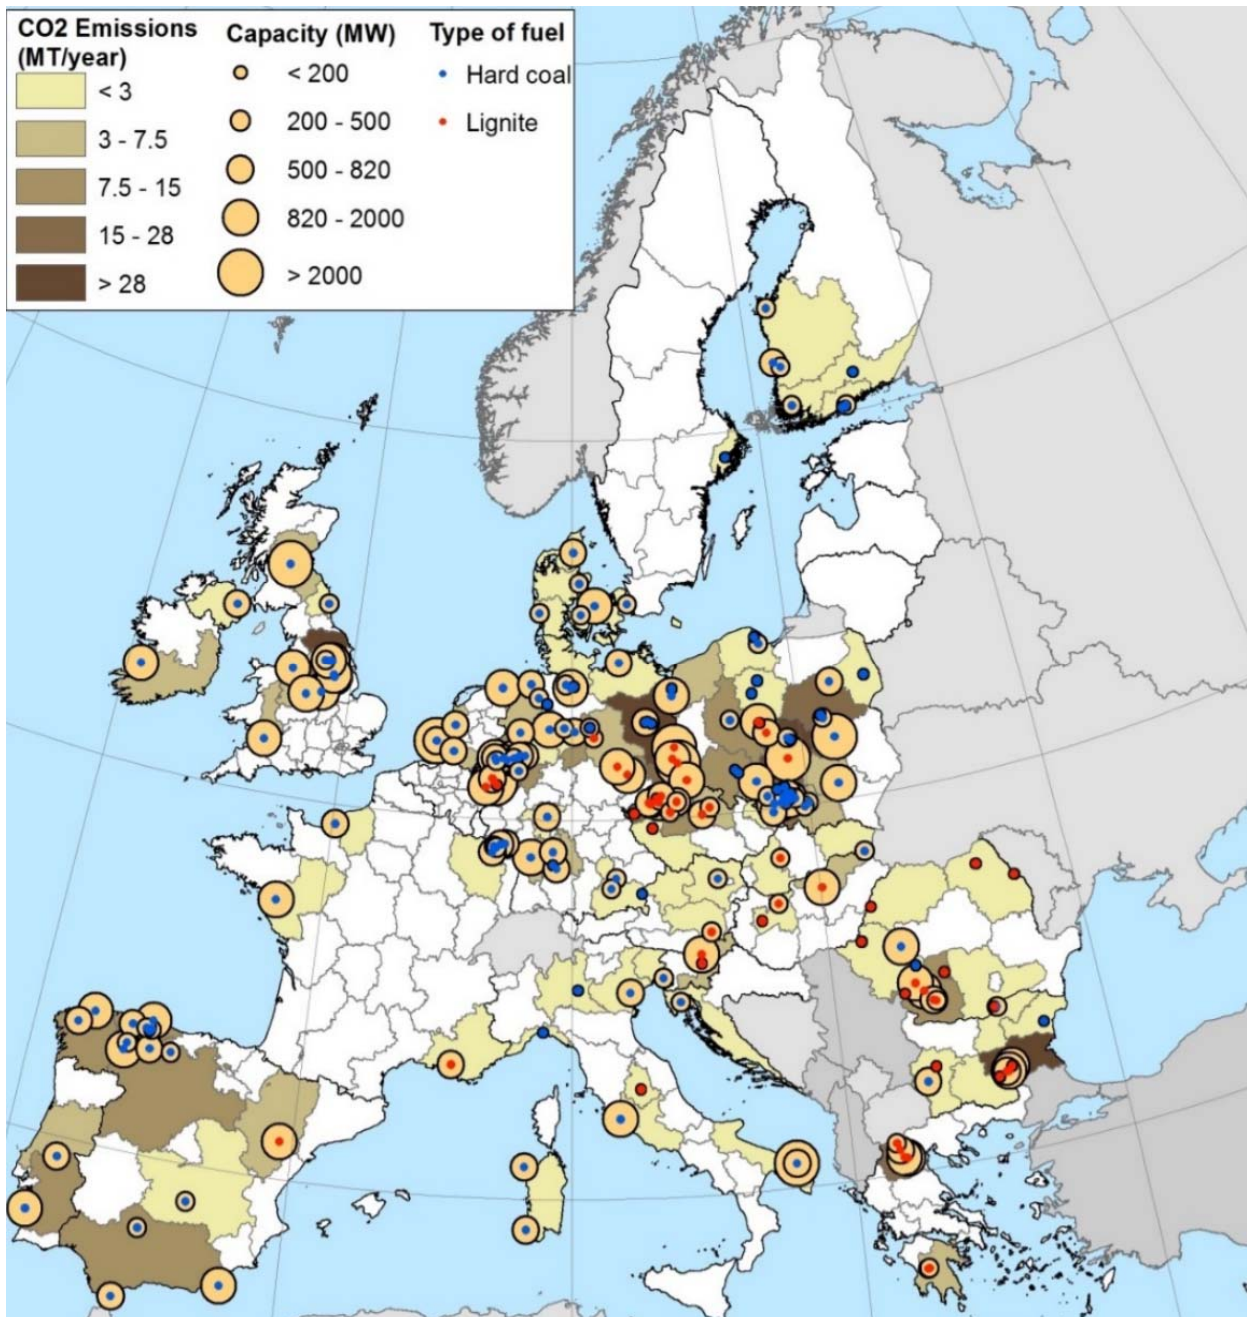 CO2 Emissions
(MT/year)
< 3
3 - 7.5
7.5 - 15
15 - 28
> 28
Capacity (MW)
< 200
200 - 500
500 - 820
820 - 2000
> 2000
Type of fuel
Hard coal
Lignite